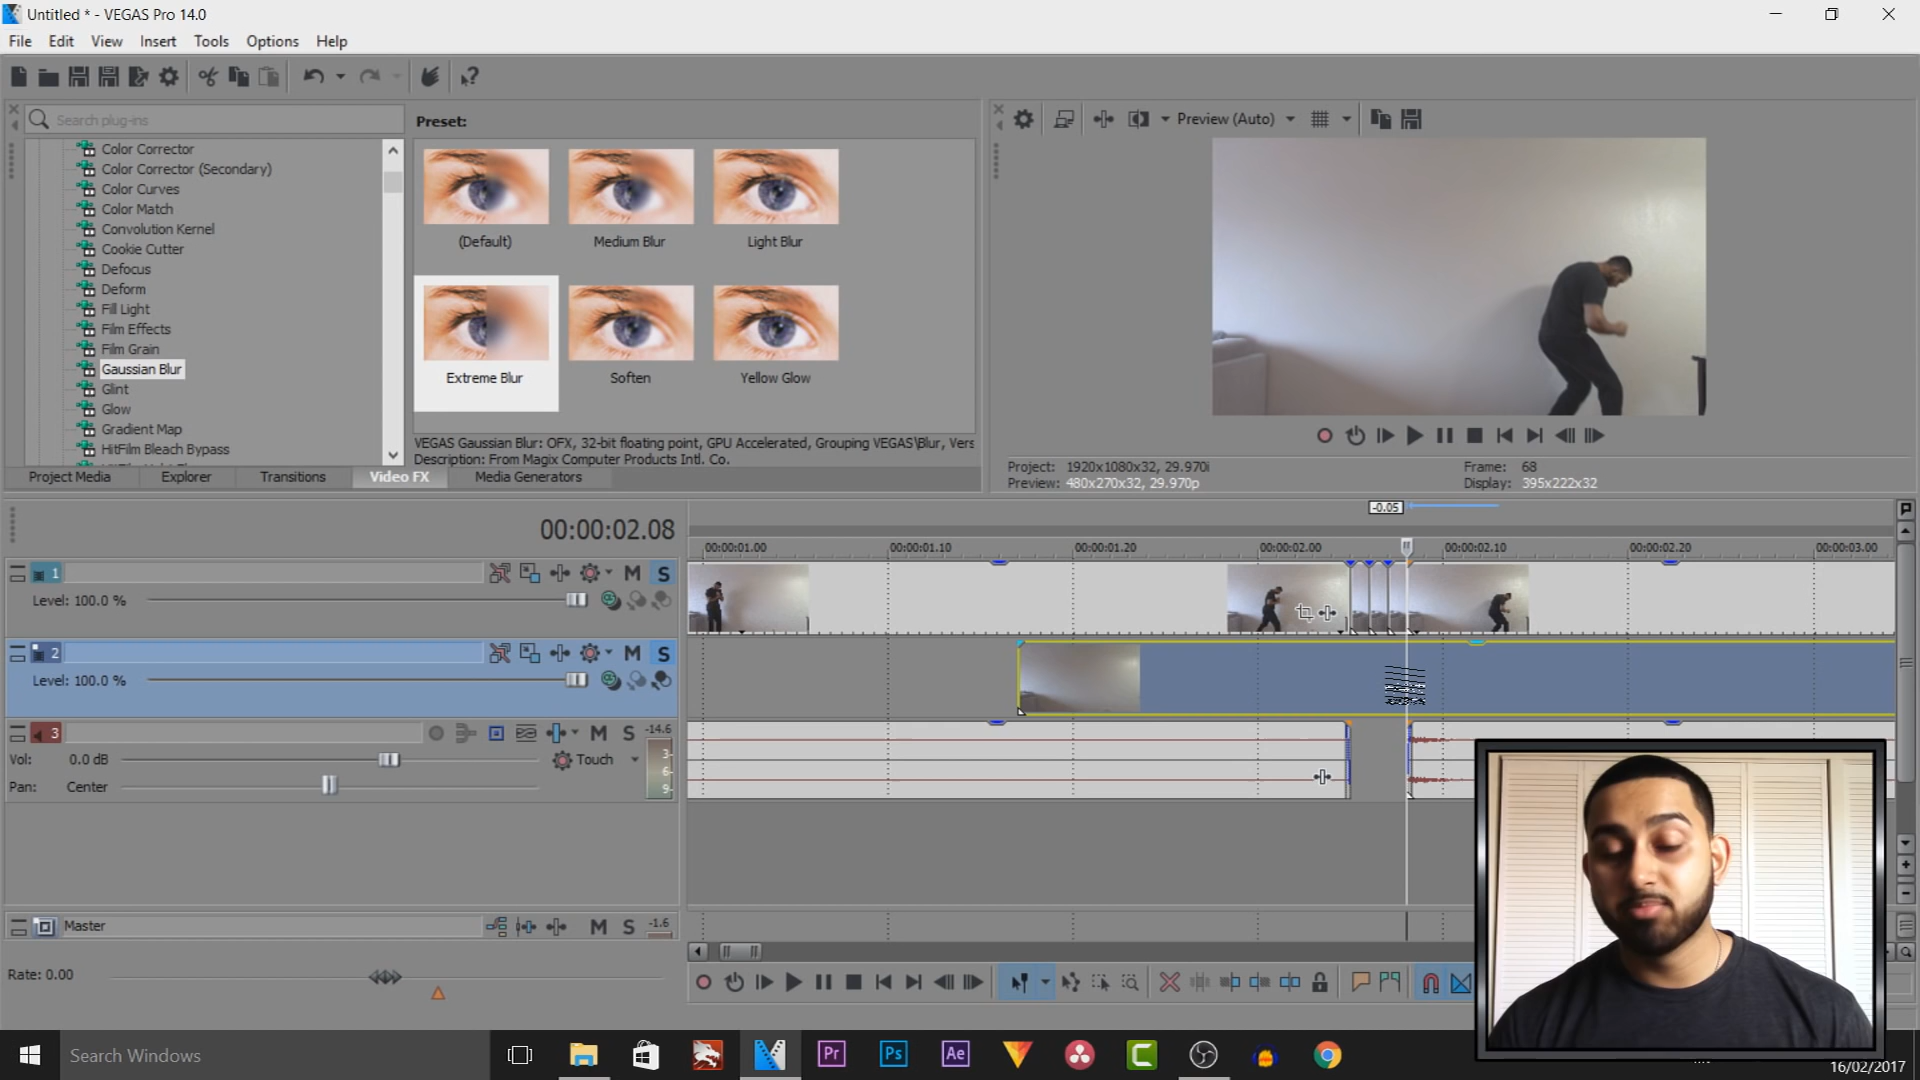 Untitled * - VEGAS Pro 14.0
File Edit View Insert Tools Options Help
Search plug-ins
Preset:
Preview (Auto)
Color Corrector
Color Corrector (Secondary)
Color Curves
Color Match
Convolution Kernel
Cookie Cutter
Defocus
Deform
Fill Light
Film Effects
Film Grain
Gaussian Blur
Glint
Glow
Gradient Map
HitFilm Bleach Bypass
(Default) Medium Blur Light Blur
Extreme Blur Soften Yellow Glow
VEGAS Gaussian Blur: OFX, 32-bit floating point, GPU Accelerated, Grouping VEGAS\Blur, Vers
Description: From Magix Computer Products Intl. Co.
Project Media Explorer Transitions Video FX Media Generators
Project: 1920x1080x32, 29.970i Frame: 68
Preview: 480x270x32, 29.970p Display: 395x222x32
00:00:02.08
-0.05
00:00:01.00 00:00:01.10 00:00:01.20 00:00:02.00 00:00:02.10 00:00:02.20 00:00:03.00
1 M S
Level: 100.0 %
2 M S
Level: 100.0 %
3 M S -14.6
Vol: 0.0 dB Touch 3-
6-
Pan: Center 9-
Master M S -1.6
Rate: 0.00
Search Windows
Pr Ps Ae
16/02/2017